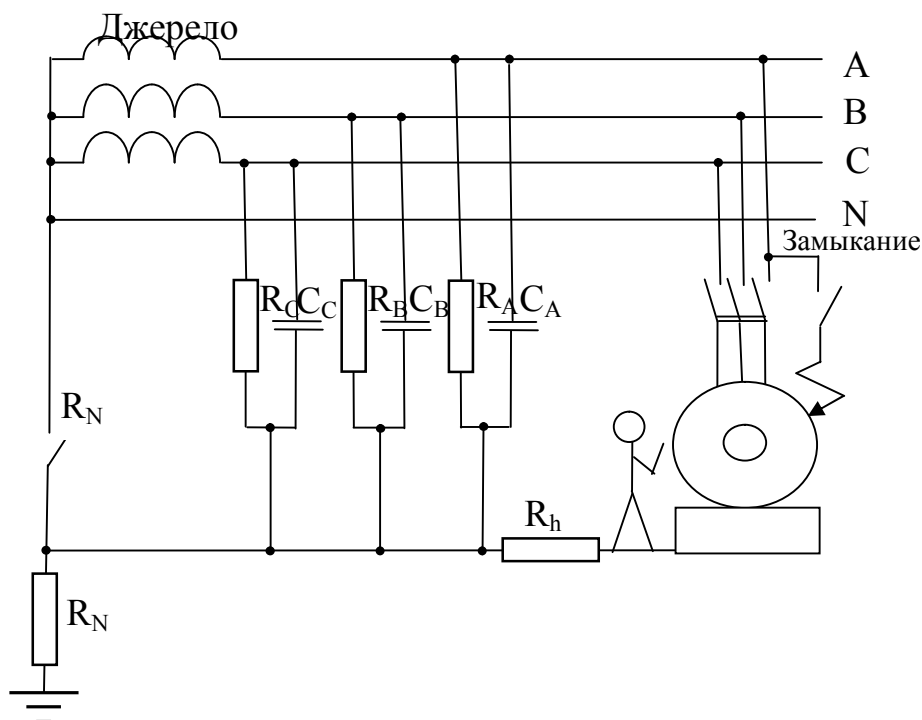 Джерело
A
B
C
N
Замыкание
R_C C_C R_B C_B R_A C_A
R_N
R_h
R_N